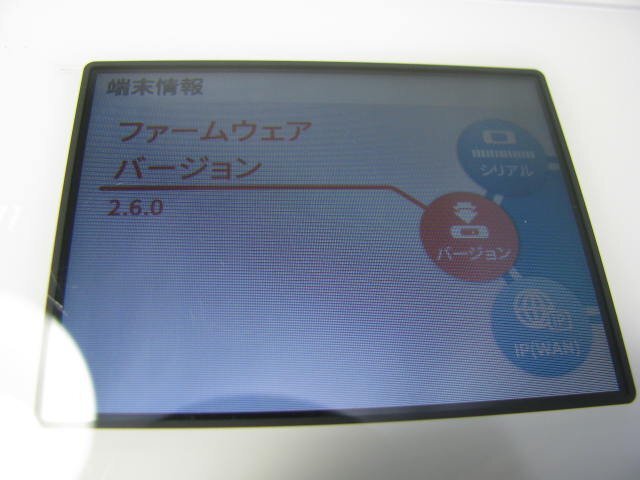 端末情報
ファームウェア
バージョン
2.6.0
シリアル
バージョン
IP(WAN)